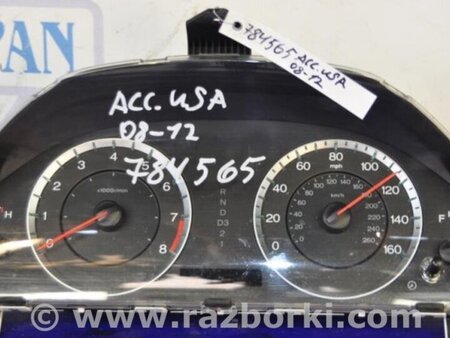 PAN
784565 ACC. USA
08-12
ACC. USA
08-12
784565
x1000r/min
0 1 2 3 4 5 6 7 8
H
R
N
D
D3
2
1
mph
0 20 40 60 80 100 120 140 160
km/h
260
F
www.razborki.com